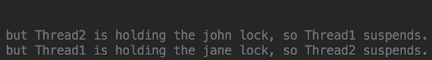 but Thread2 is holding the john lock, so Thread1 suspends.
but Thread1 is holding the jane lock, so Thread2 suspends.